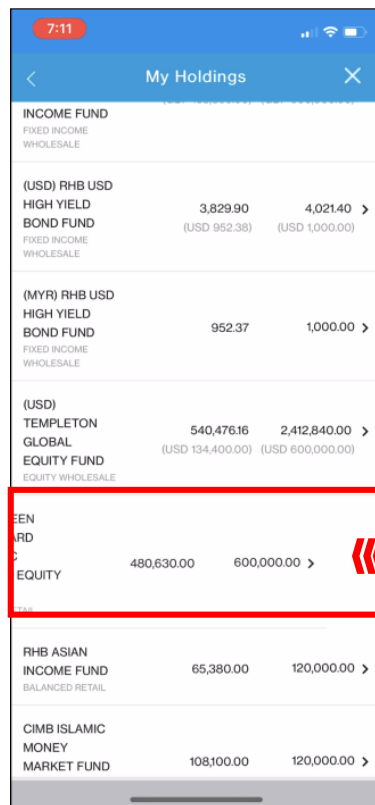 7:11
My Holdings
INCOME FUND
FIXED INCOME
WHOLESALE
(USD) RHB USD
HIGH YIELD
BOND FUND
3,829.90 4,021.40
(USD 952.38) (USD 1,000.00)
FIXED INCOME
WHOLESALE
(MYR) RHB USD
HIGH YIELD
BOND FUND
952.37 1,000.00
FIXED INCOME
WHOLESALE
(USD)
TEMPLETON
GLOBAL
EQUITY FUND
540,476.16 2,412,840.00
(USD 134,400.00) (USD 600,000.00)
EQUITY WHOLESALE
EEN
ARD
C
EQUITY
480,630.00 600,000.00
ETAIL
RHB ASIAN
INCOME FUND
65,380.00 120,000.00
BALANCED RETAIL
CIMB ISLAMIC
MONEY
MARKET FUND
108,100.00 120,000.00